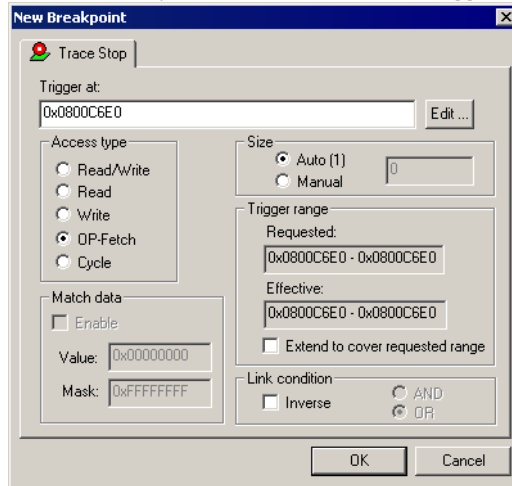 New Breakpoint
Trace Stop
Trigger at:
0x0800C6E0
Edit ...
Access type
Read/Write
Read
Write
OP-Fetch
Cycle
Size
Auto (1)
Manual
0
Trigger range
Requested:
0x0800C6E0 - 0x0800C6E0
Effective:
0x0800C6E0 - 0x0800C6E0
Extend to cover requested range
Match data
Enable
Value: 0x00000000
Mask: 0xFFFFFFFF
Link condition
Inverse
AND
OR
OK
Cancel